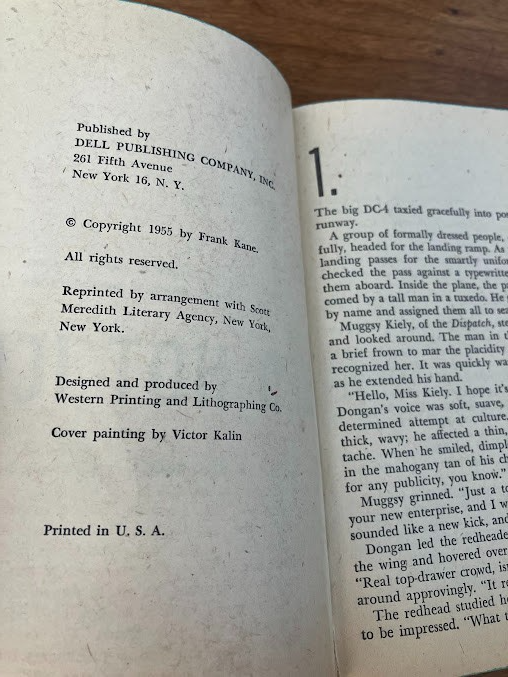 Published by
DELL PUBLISHING COMPANY, INC.
261 Fifth Avenue
New York 16, N. Y.
© Copyright 1955 by Frank Kane.
All rights reserved.
Reprinted by arrangement with Scott
Meredith Literary Agency, New York,
New York.
Designed and produced by
Western Printing and Lithographing Co.
Cover painting by Victor Kalin
Printed in U. S. A.
1.
The big DC-4 taxied gracefully into
runway.
A group of formally dressed people,
fully, headed for the landing ramp. As
landing passes for the smartly
checked the pass against a
them aboard. Inside the plane, the
comed by a tall man in a tuxedo. He
by name and assigned them to
Muggsy Kiely, of the Dispatch,
and looked around. The man in
a brief frown to mar the placidity
recognized her. It was quickly
as he extended his hand.
"Hello, Miss Kiely. I hope
Dongan's voice was soft, suave,
determined attempt at culture.
thick, wavy; he affected a thin,
tache. When he smiled,
in the mahogany tan of his
for any publicity, you know."
Muggsy grinned. "Just a
your new enterprise, and I
sounded like a new kick, and
Dongan led the
the wing and hovered over
"Real top-drawer crowd,
around approvingly. "It
The redhead studied
to be impressed. "What